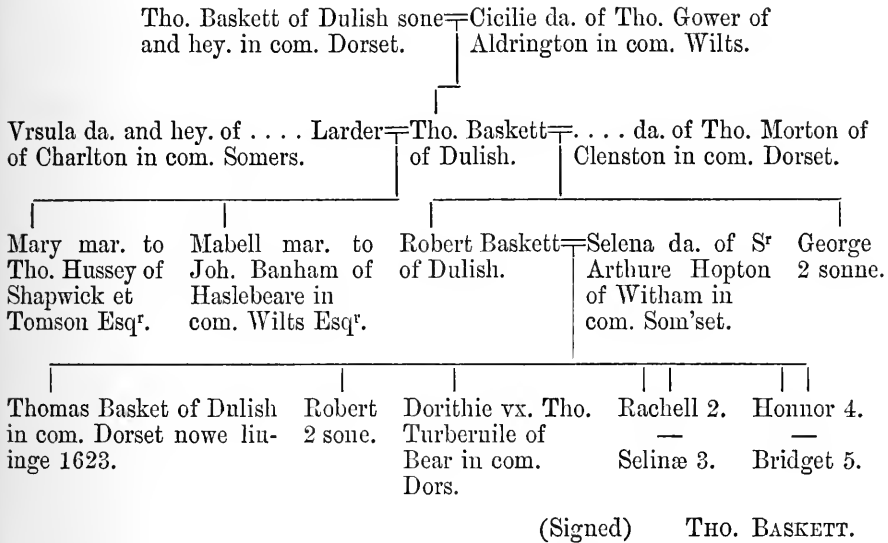 Tho. Baskett of Dulish sone
and hey. in com. Dorset.
Cicilie da. of Tho. Gower of
Aldrington in com. Wilts.
Vrsula da. and hey. of . . . . Larder
of Charlton in com. Somers.
Tho. Baskett
of Dulish.
. . . . da. of Tho. Morton of
Clenston in com. Dorset.
Mary mar. to
Tho. Hussey of
Shapwick et
Tomson Esqr.
Mabell mar. to
Joh. Banham of
Haslebeare in
com. Wilts Esqr.
Robert Baskett
of Dulish.
Selena da. of Sr
Arthure Hopton
of Witham in
com. Som'set.
George
2 sonne.
Thomas Basket of Dulish
in com. Dorset nowe liu-
inge 1623.
Robert
2 sone.
Dorithie vx. Tho.
Turberuile of
Bear in com.
Dors.
Rachell 2.
—
Selinæ 3.
Honnor 4.
—
Bridget 5.
(Signed) THO. BASKETT.